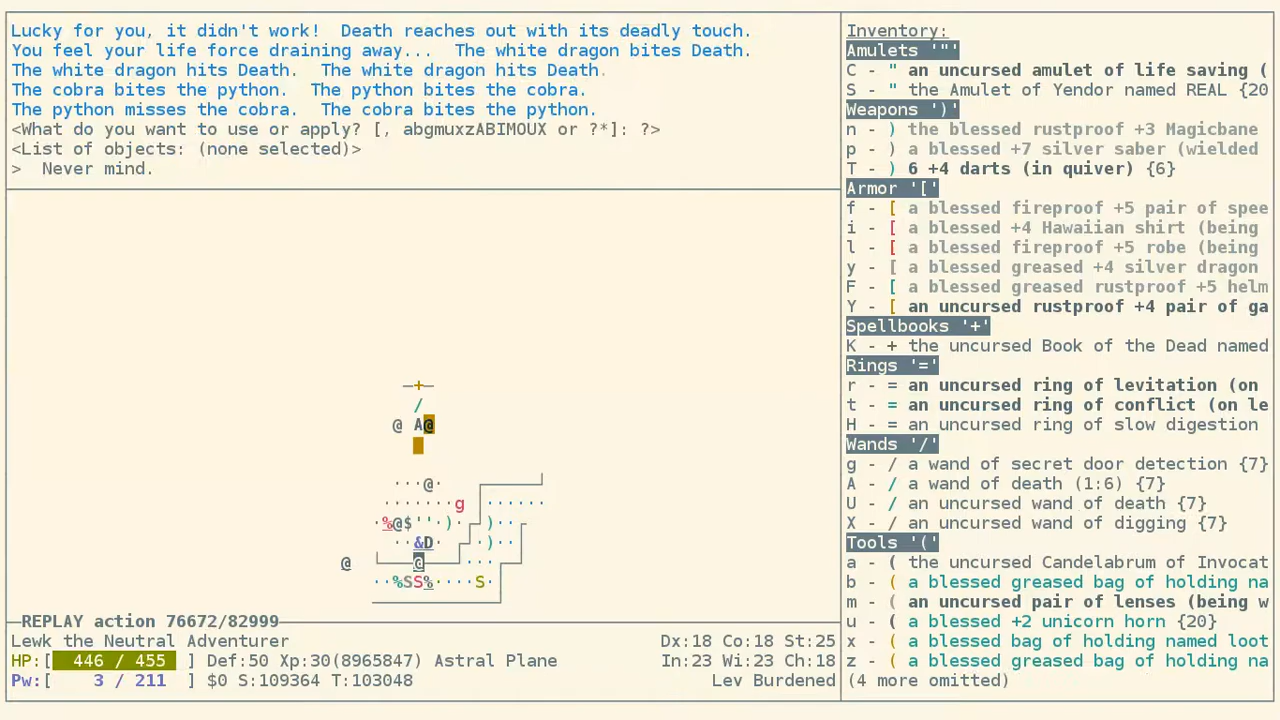 Lucky for you, it didn't work!  Death reaches out with its deadly touch.
You feel your life force draining away...  The white dragon bites Death.
The white dragon hits Death.  The white dragon hits Death.
The cobra bites the python.  The python bites the cobra.
The python misses the cobra.  The cobra bites the python.
<What do you want to use or apply? [, abgmuxzABIMOUX or ?*]: ?>
<List of objects: (none selected)>
>  Never mind.
—+—
/
@ A@
···@·
·······g ······
·%@$''·)· )··
··&D ·)··
@ @ ···
··%SS%·····S·
REPLAY action 76672/82999
Lewk the Neutral Adventurer Dx:18 Co:18 St:25
HP:[ 446 / 455 ] Def:50 Xp:30(8965847) Astral Plane In:23 Wi:23 Ch:18
Pw:[ 3 / 211 ] $0 S:109364 T:103048 Lev Burdened
Inventory:
Amulets '"'
C - " an uncursed amulet of life saving (
S - " the Amulet of Yendor named REAL {20
Weapons ')'
n - ) the blessed rustproof +3 Magicbane
p - ) a blessed +7 silver saber (wielded
T - ) 6 +4 darts (in quiver) {6}
Armor '['
f - [ a blessed fireproof +5 pair of spee
i - [ a blessed +4 Hawaiian shirt (being
l - [ a blessed fireproof +5 robe (being
y - [ a blessed greased +4 silver dragon
F - [ a blessed greased rustproof +5 helm
Y - [ an uncursed rustproof +4 pair of ga
Spellbooks '+'
K - + the uncursed Book of the Dead named
Rings '='
r - = an uncursed ring of levitation (on
t - = an uncursed ring of conflict (on le
H - = an uncursed ring of slow digestion
Wands '/'
g - / a wand of secret door detection {7}
A - / a wand of death (1:6) {7}
U - / an uncursed wand of death {7}
X - / an uncursed wand of digging {7}
Tools '('
a - ( the uncursed Candelabrum of Invocat
b - ( a blessed greased bag of holding na
m - ( an uncursed pair of lenses (being w
u - ( a blessed +2 unicorn horn {20}
x - ( a blessed bag of holding named loot
z - ( a blessed greased bag of holding na
(4 more omitted)